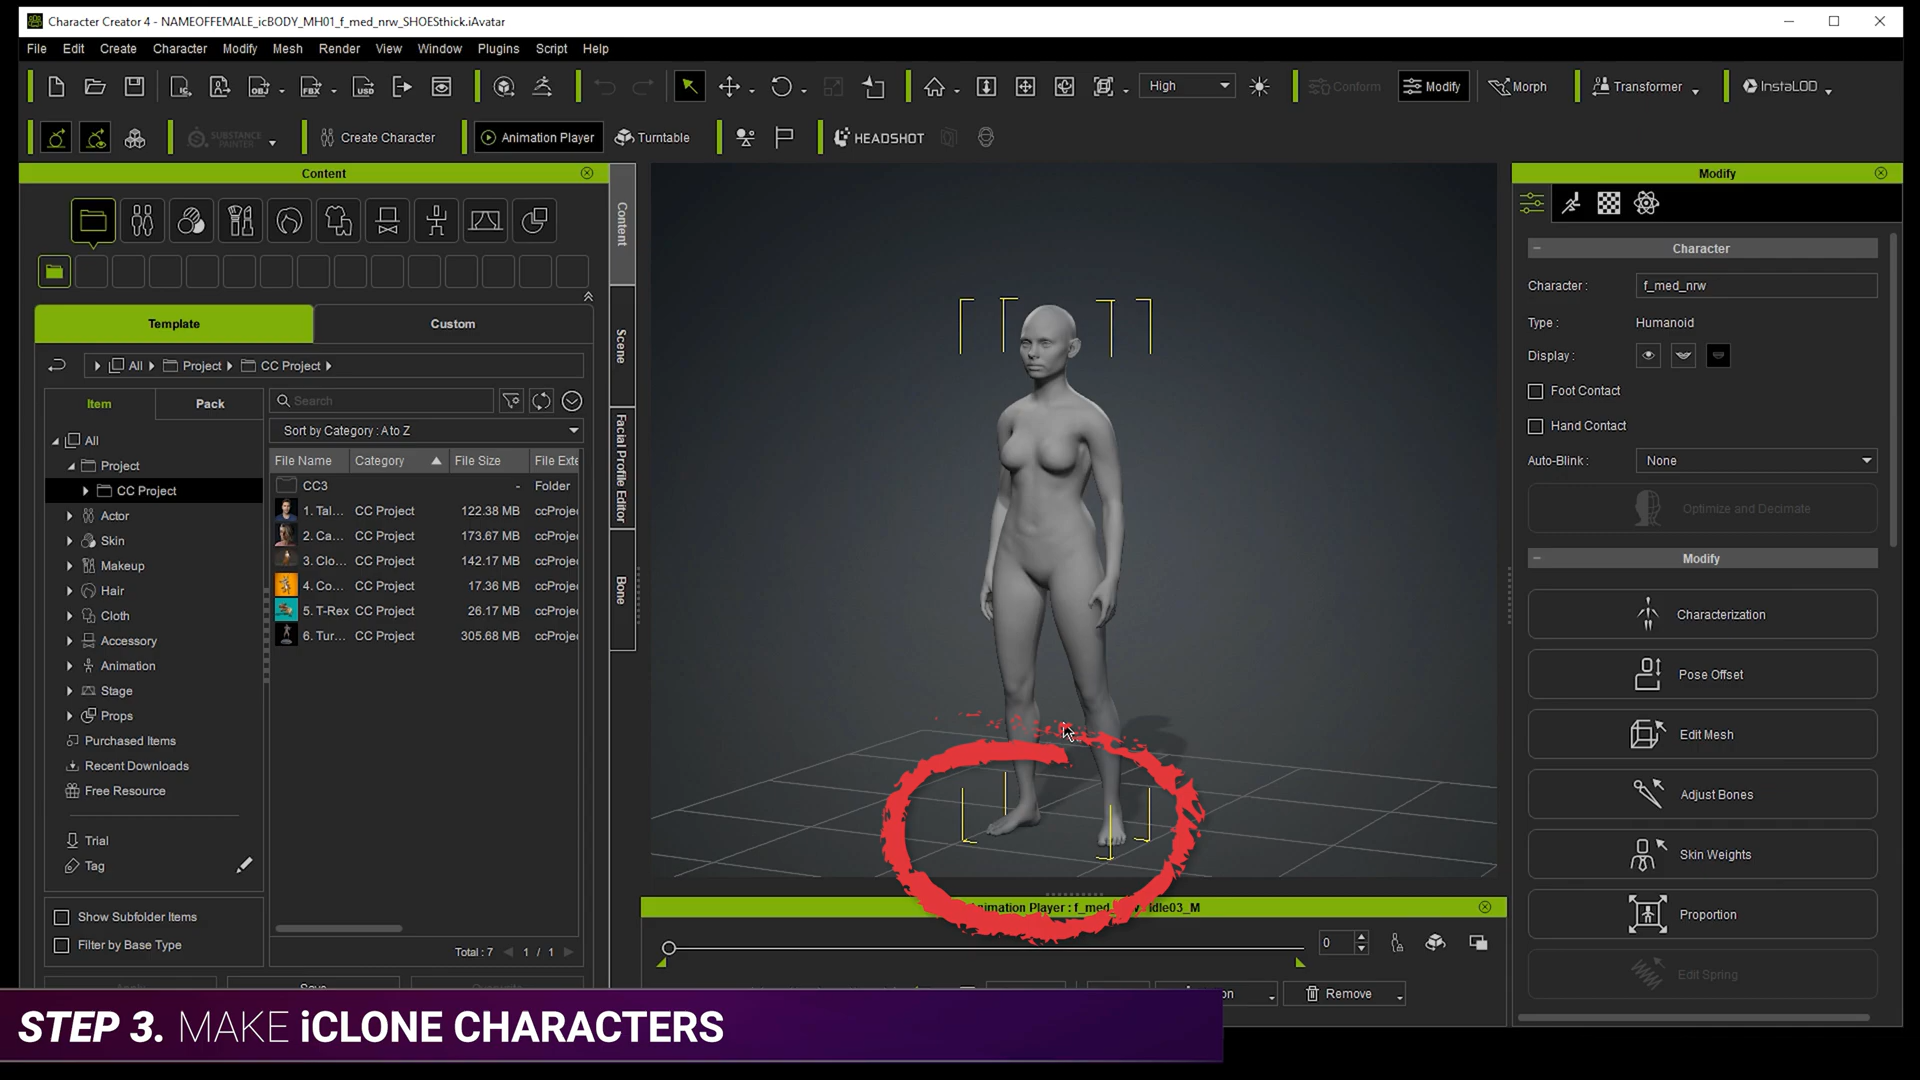 Character Creator 4 - NAMEOFFEMALE_icBODY_MH01_f_med_nrw_SHOESthick.iAvatar
File Edit Create Character Modify Mesh Render View Window Plugins Script Help
iC OBJ FBX USD High Conform Modify Morph Transformer InstaLOD
SUBSTANCE PAINTER Create Character Animation Player Turntable HEADSHOT
Content
Template Custom
All Project CC Project
Item Pack
Search
Sort by Category : A to Z
File Name Category File Size File Exte
CC3 - Folder
1. Tal... CC Project 122.38 MB ccProje
2. Ca... CC Project 173.67 MB ccProje
3. Clo... CC Project 142.17 MB ccProje
4. Co... CC Project 17.36 MB ccProje
5. T-Rex CC Project 26.17 MB ccProje
6. Tur... CC Project 305.68 MB ccProje
All
Project
CC Project
Actor
Skin
Makeup
Hair
Cloth
Accessory
Animation
Stage
Props
Purchased Items
Recent Downloads
Free Resource
Trial
Tag
Show Subfolder Items
Filter by Base Type
Total : 7 1 / 1
Save
Content
Scene
Facial Profile Editor
Bone
nimation Player : f_med_ Idle03_M
0
on Remove
Modify
Character
Character : f_med_nrw
Type : Humanoid
Display :
Foot Contact
Hand Contact
Auto-Blink : None
Optimize and Decimate
Modify
Characterization
Pose Offset
Edit Mesh
Adjust Bones
Skin Weights
Proportion
Edit Spring
STEP 3. MAKE iCLONE CHARACTERS